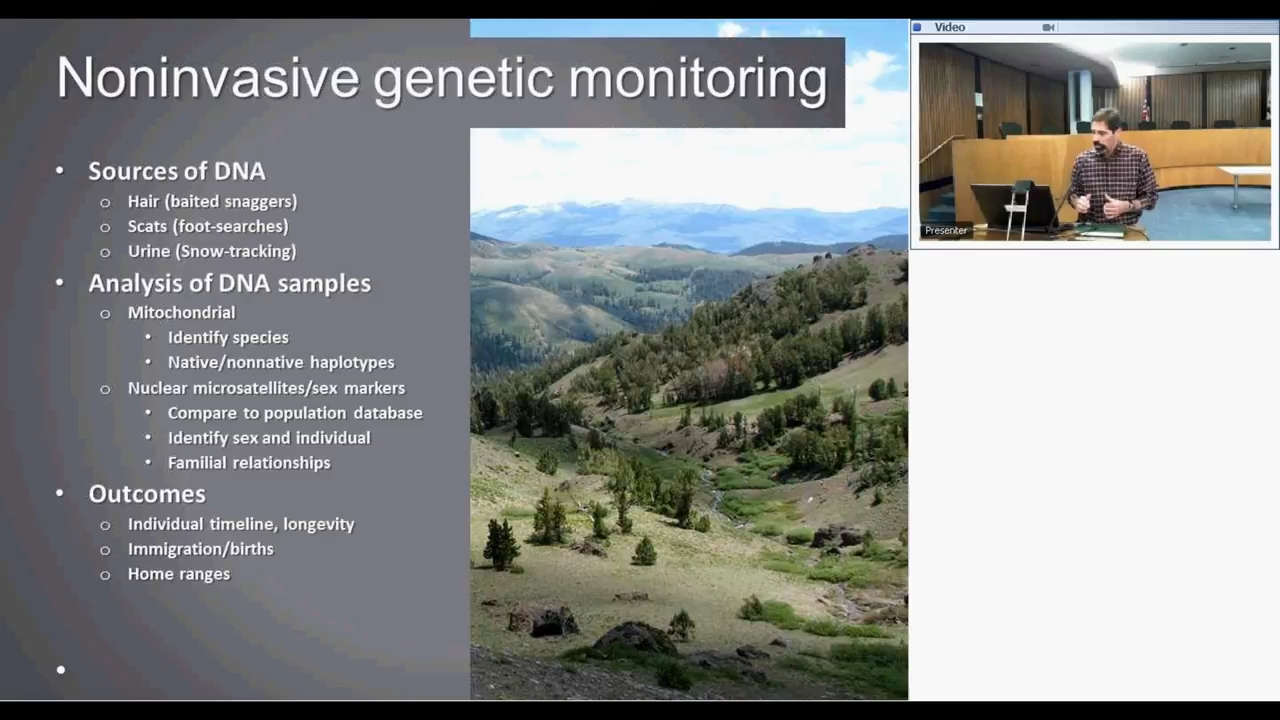 Noninvasive genetic monitoring
• Sources of DNA
o Hair (baited snaggers)
o Scats (foot-searches)
o Urine (Snow-tracking)
• Analysis of DNA samples
o Mitochondrial
• Identify species
• Native/nonnative haplotypes
o Nuclear microsatellites/sex markers
• Compare to population database
• Identify sex and individual
• Familial relationships
• Outcomes
o Individual timeline, longevity
o Immigration/births
o Home ranges
•
Video
Presenter